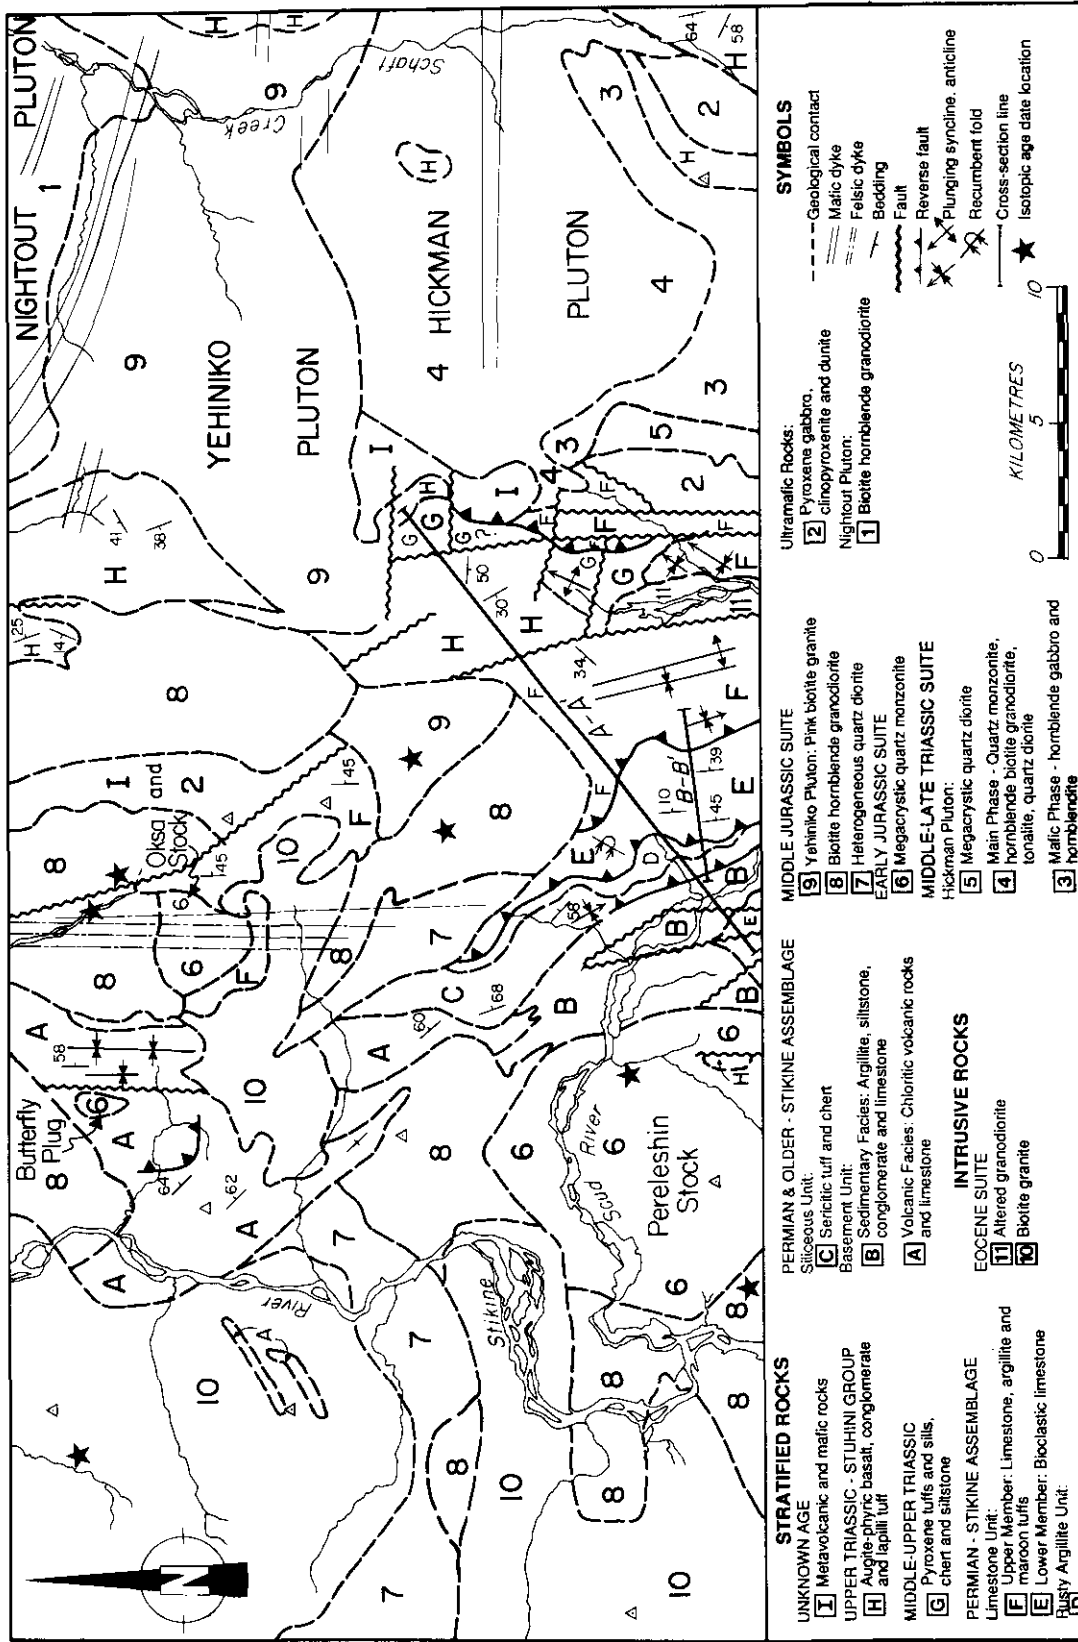 NIGHTOUT PLUTON
1
9
YEHINIKO
PLUTON
Creek
Schaft
HICKMAN
PLUTON
Butterfly
Plug
Oksa
Stock
and
River
Stikine
Scud River
Pereleshin
Stock
A-A'
B-B'
STRATIFIED ROCKS
UNKNOWN AGE
I Metavolcanic and mafic rocks
UPPER TRIASSIC - STUHINI GROUP
H Augite-phyric basalt, conglomerate
and lapilli tuff
MIDDLE-UPPER TRIASSIC
G Pyroxene tuffs and sills,
chert and siltstone
PERMIAN - STIKINE ASSEMBLAGE
Limestone Unit:
F Upper Member: Limestone, argillite and
maroon tuffs
E Lower Member: Bioclastic limestone
Rusty Argillite Unit:
D
PERMIAN & OLDER - STIKINE ASSEMBLAGE
Siliceous Unit:
C Sericitic tuff and chert
Basement Unit:
B Sedimentary Facies: Argillite, siltstone,
conglomerate and limestone
A Volcanic Facies: Chloritic volcanic rocks
and limestone
INTRUSIVE ROCKS
EOCENE SUITE
11 Altered granodiorite
10 Biotite granite
MIDDLE JURASSIC SUITE
9 Yehiniko Pluton: Pink biotite granite
8 Biotite hornblende granodiorite
7 Heterogeneous quartz diorite
EARLY JURASSIC SUITE
6 Megacrystic quartz monzonite
MIDDLE-LATE TRIASSIC SUITE
Hickman Pluton:
5 Megacrystic quartz diorite
4 Main Phase - Quartz monzonite,
hornblende biotite granodiorite,
tonalite, quartz diorite
3 Mafic Phase - hornblende gabbro and
hornblendite
Ultramafic Rocks:
2 Pyroxene gabbro,
clinopyroxenite and dunite
Nightout Pluton:
1 Biotite hornblende granodiorite
SYMBOLS
Geological contact
Mafic dyke
Felsic dyke
Bedding
Fault
Reverse fault
Plunging syncline, anticline
Recumbent fold
Cross-section line
Isotopic age date location
KILOMETRES
0 5 10